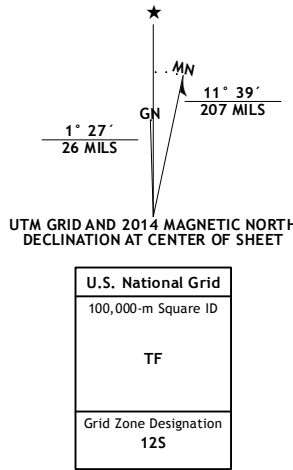 ★
MN
GN
11° 39´
207 MILS
1° 27´
26 MILS
UTM GRID AND 2014 MAGNETIC NORTH
DECLINATION AT CENTER OF SHEET
U.S. National Grid
100,000-m Square ID
TF
Grid Zone Designation
12S